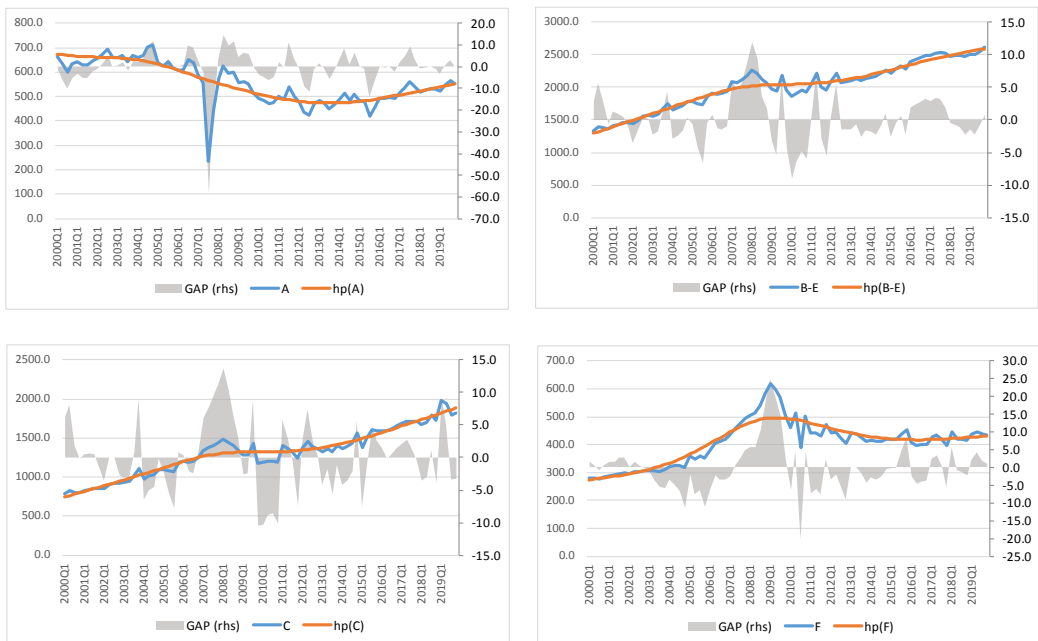 800.0
700.0
600.0
500.0
400.0
300.0
200.0
100.0
0.0
20.0
10.0
0.0
-10.0
-20.0
-30.0
-40.0
-50.0
-60.0
-70.0
2000Q1
2001Q1
2002Q1
2003Q1
2004Q1
2005Q1
2006Q1
2007Q1
2008Q1
2009Q1
2010Q1
2011Q1
2012Q1
2013Q1
2014Q1
2015Q1
2016Q1
2017Q1
2018Q1
2019Q1
GAP (rhs) A hp(A)
3000.0
2500.0
2000.0
1500.0
1000.0
500.0
0.0
15.0
10.0
5.0
0.0
-5.0
-10.0
-15.0
2000Q1
2001Q1
2002Q1
2003Q1
2004Q1
2005Q1
2006Q1
2007Q1
2008Q1
2009Q1
2010Q1
2011Q1
2012Q1
2013Q1
2014Q1
2015Q1
2016Q1
2017Q1
2018Q1
2019Q1
GAP (rhs) B-E hp(B-E)
2500.0
2000.0
1500.0
1000.0
500.0
0.0
15.0
10.0
5.0
0.0
-5.0
-10.0
-15.0
2000Q1
2001Q1
2002Q1
2003Q1
2004Q1
2005Q1
2006Q1
2007Q1
2008Q1
2009Q1
2010Q1
2011Q1
2012Q1
2013Q1
2014Q1
2015Q1
2016Q1
2017Q1
2018Q1
2019Q1
GAP (rhs) C hp(C)
700.0
600.0
500.0
400.0
300.0
200.0
100.0
0.0
30.0
25.0
20.0
15.0
10.0
5.0
0.0
-5.0
-10.0
-15.0
-20.0
-25.0
2000Q1
2001Q1
2002Q1
2003Q1
2004Q1
2005Q1
2006Q1
2007Q1
2008Q1
2009Q1
2010Q1
2011Q1
2012Q1
2013Q1
2014Q1
2015Q1
2016Q1
2017Q1
2018Q1
2019Q1
GAP (rhs) F hp(F)